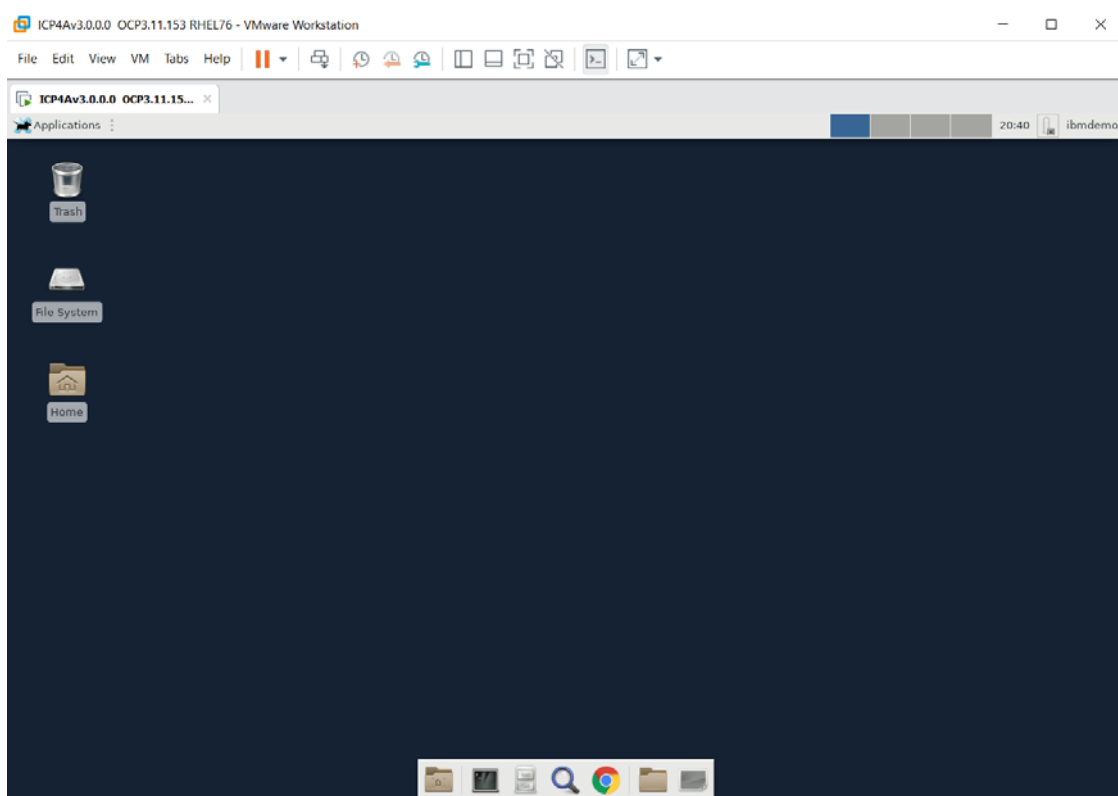 ICP4Av3.0.0.0 OCP3.11.153 RHEL76 - VMware Workstation
File Edit View VM Tabs Help
ICP4Av3.0.0.0 OCP3.11.15...
Applications 20:40 ibmdemo
Trash
File System
Home